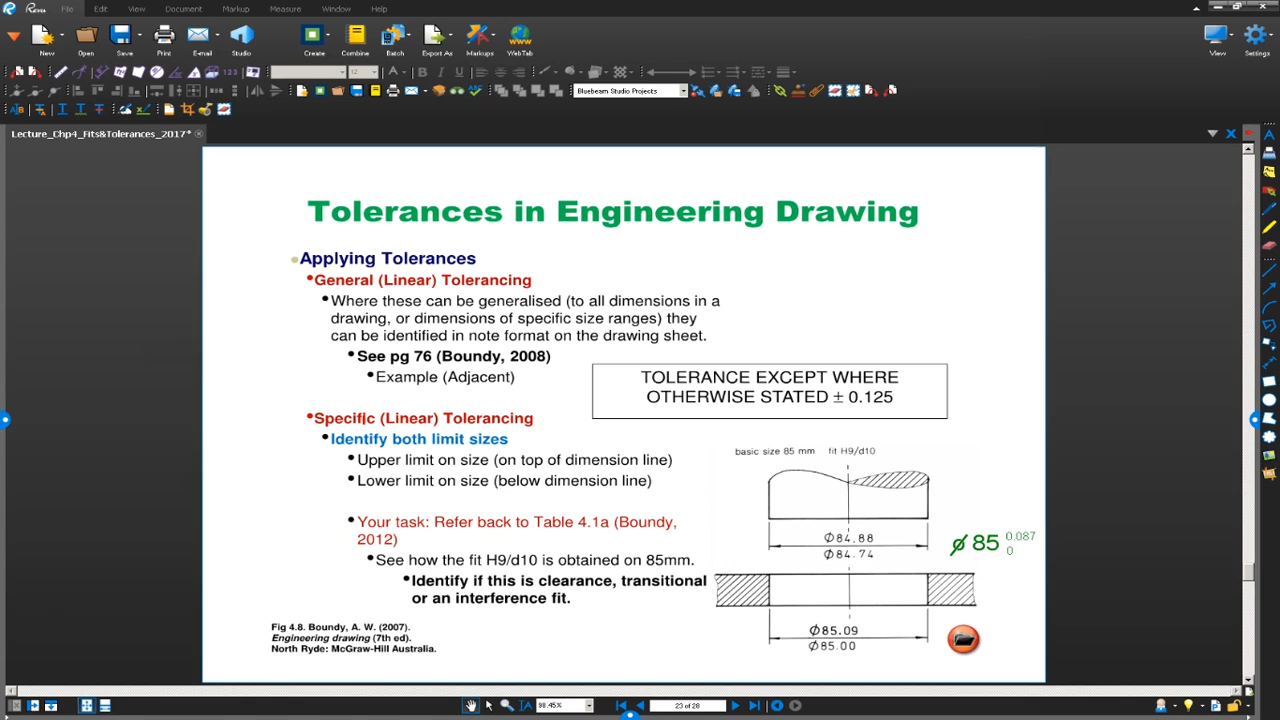 Revu
File
Edit
View
Document
Markup
Measure
Window
Help
New
Open
Save
Print
E-mail
Studio
Create
Combine
Batch
Export As
Markups
WebTab
View
Settings
12
A
B
I
U
123
Bluebeam Studio Projects
Lecture_Chp4_Fits&Tolerances_2017*
Tolerances in Engineering Drawing
•Applying Tolerances
•General (Linear) Tolerancing
•Where these can be generalised (to all dimensions in a
drawing, or dimensions of specific size ranges) they
can be identified in note format on the drawing sheet.
•See pg 76 (Boundy, 2008)
•Example (Adjacent)
TOLERANCE EXCEPT WHERE
OTHERWISE STATED ± 0.125
•Specific (Linear) Tolerancing
•Identify both limit sizes
•Upper limit on size (on top of dimension line)
•Lower limit on size (below dimension line)
•Your task: Refer back to Table 4.1a (Boundy,
2012)
•See how the fit H9/d10 is obtained on 85mm.
•Identify if this is clearance, transitional
or an interference fit.
basic size 85 mm fit H9/d10
Ø84.88
Ø84.74
ø 85 0.087
0
Ø85.09
Ø85.00
Fig 4.8. Boundy, A. W. (2007).
Engineering drawing (7th ed).
North Ryde: McGraw-Hill Australia.
98.45%
23 of 28